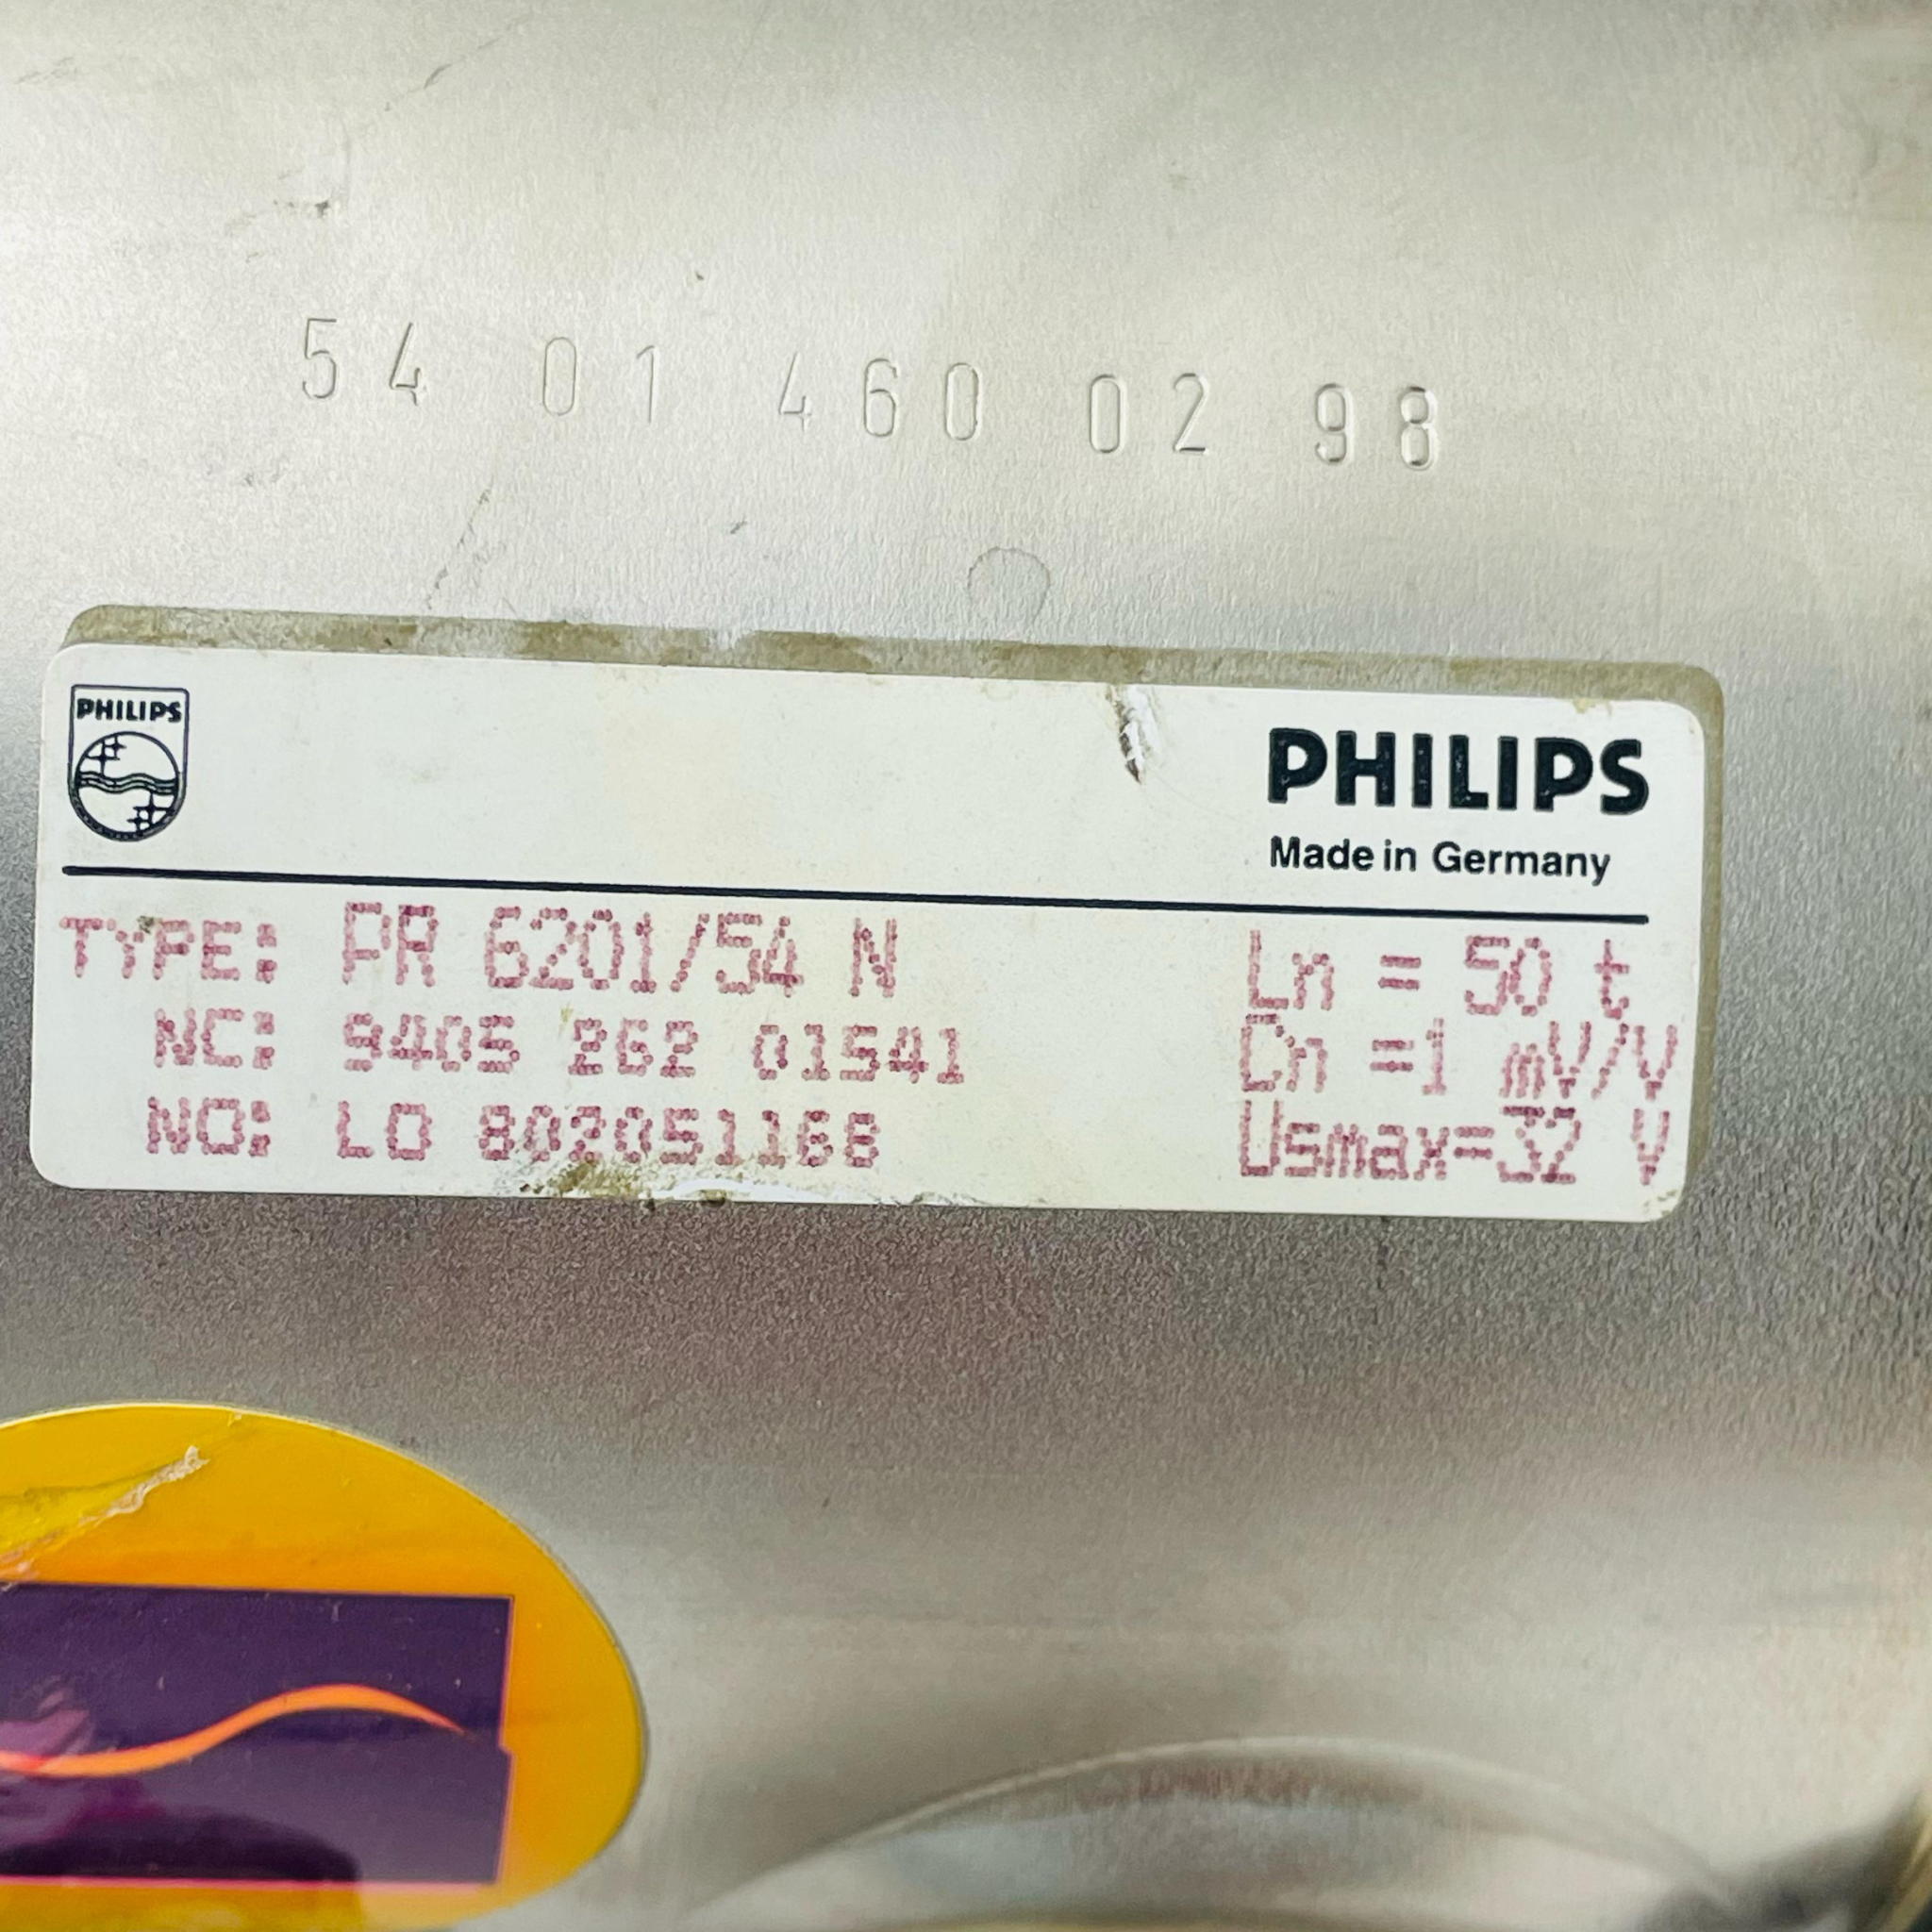 54 01 460 02 98
PHILIPS
PHILIPS
Made in Germany
TYPE: PR 6201/54 N
NC: 9405 262 01541
NO: LO 802051168
Ln = 50 t
Cn =1 mV/V
Usmax=32 V